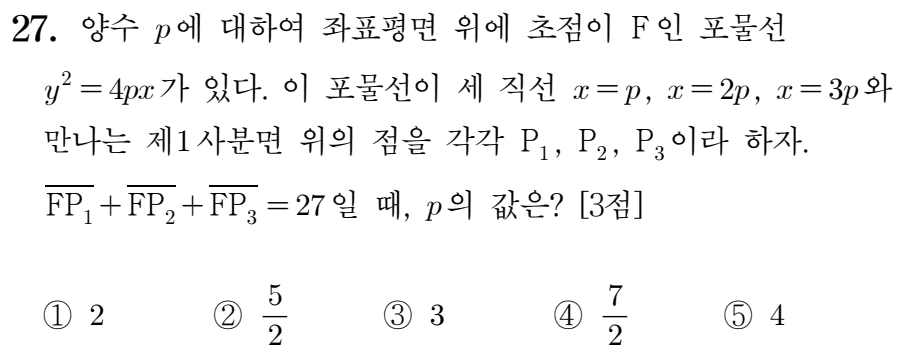 27. 양수 p에 대하여 좌표평면 위에 초점이 F인 포물선
y² = 4px가 있다. 이 포물선이 세 직선 x=p, x=2p, x=3p와
만나는 제1사분면 위의 점을 각각 P₁, P₂, P₃이라 하자.
F̅P̅₁ + F̅P̅₂ + F̅P̅₃ = 27일 때, p의 값은? [3점]
① 2 ② 5/2 ③ 3 ④ 7/2 ⑤ 4